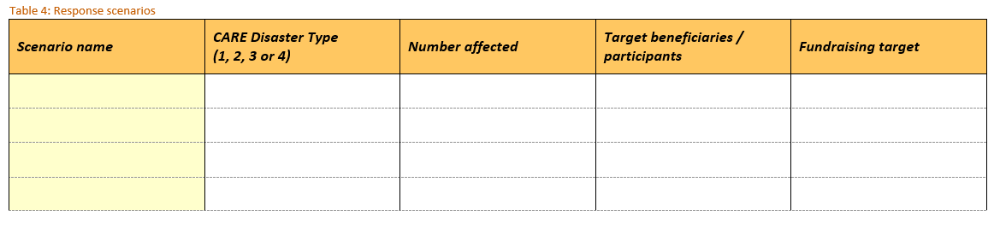 Table 4: Response scenarios
Scenario name
CARE Disaster Type
(1, 2, 3 or 4)
Number affected
Target beneficiaries /
participants
Fundraising target